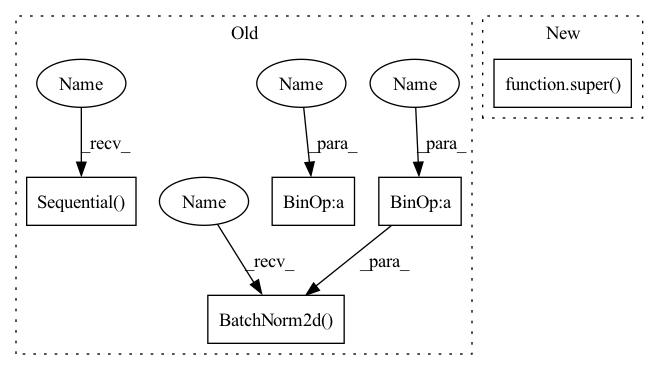 Old
New
Name
Name
Name
function.super()
_recv_
_para_
_para_
Sequential()
Name
BinOp:a
BinOp:a
_recv_
_para_
BatchNorm2d()